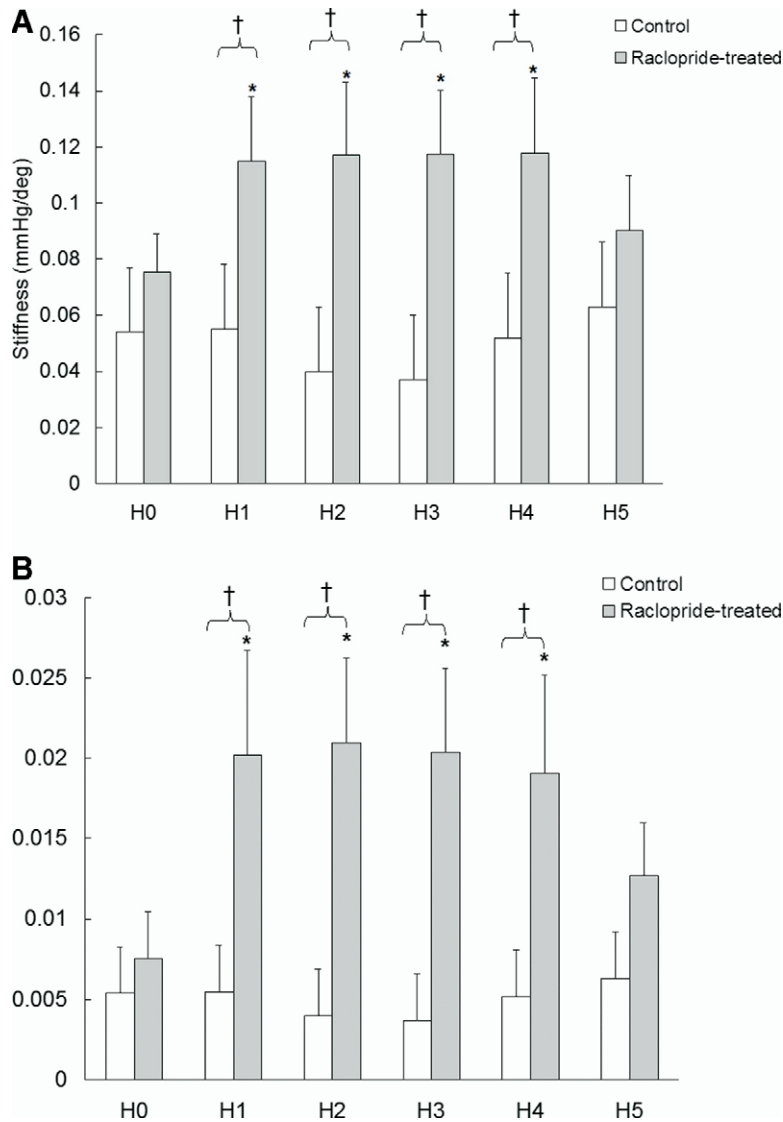 A
Control
Raclopride-treated
Stiffness (mmHg/deg)
0.16
0.14
0.12
0.1
0.08
0.06
0.04
0.02
0
† † † †
* * * *
H0 H1 H2 H3 H4 H5
B
Control
Raclopride-treated
0.03
0.025
0.02
0.015
0.01
0.005
0
† † † †
* * * *
H0 H1 H2 H3 H4 H5